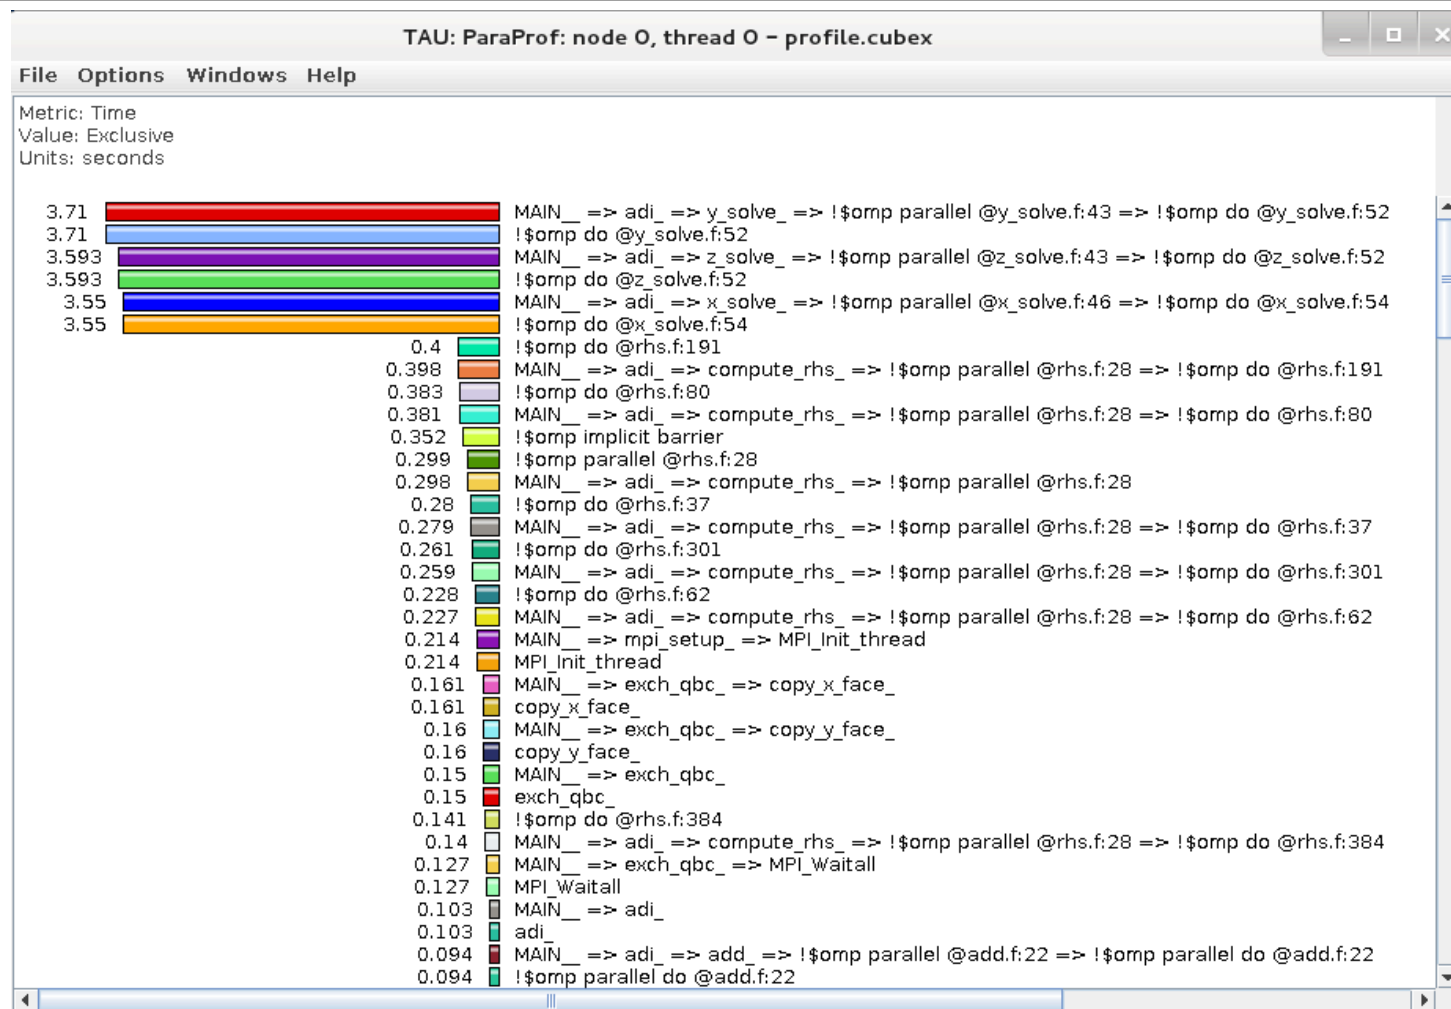 TAU: ParaProf: node 0, thread 0 – profile.cubex
File Options Windows Help
Metric: Time
Value: Exclusive
Units: seconds
3.71 MAIN__ => adi_ => y_solve_ => !$omp parallel @y_solve.f:43 => !$omp do @y_solve.f:52
3.71 !$omp do @y_solve.f:52
3.593 MAIN__ => adi_ => z_solve_ => !$omp parallel @z_solve.f:43 => !$omp do @z_solve.f:52
3.593 !$omp do @z_solve.f:52
3.55 MAIN__ => adi_ => x_solve_ => !$omp parallel @x_solve.f:46 => !$omp do @x_solve.f:54
3.55 !$omp do @x_solve.f:54
0.4 !$omp do @rhs.f:191
0.398 MAIN__ => adi_ => compute_rhs_ => !$omp parallel @rhs.f:28 => !$omp do @rhs.f:191
0.383 !$omp do @rhs.f:80
0.381 MAIN__ => adi_ => compute_rhs_ => !$omp parallel @rhs.f:28 => !$omp do @rhs.f:80
0.352 !$omp implicit barrier
0.299 !$omp parallel @rhs.f:28
0.298 MAIN__ => adi_ => compute_rhs_ => !$omp parallel @rhs.f:28
0.28 !$omp do @rhs.f:37
0.279 MAIN__ => adi_ => compute_rhs_ => !$omp parallel @rhs.f:28 => !$omp do @rhs.f:37
0.261 !$omp do @rhs.f:301
0.259 MAIN__ => adi_ => compute_rhs_ => !$omp parallel @rhs.f:28 => !$omp do @rhs.f:301
0.228 !$omp do @rhs.f:62
0.227 MAIN__ => adi_ => compute_rhs_ => !$omp parallel @rhs.f:28 => !$omp do @rhs.f:62
0.214 MAIN__ => mpi_setup_ => MPI_Init_thread
0.214 MPI_Init_thread
0.161 MAIN__ => exch_qbc_ => copy_x_face_
0.161 copy_x_face_
0.16 MAIN__ => exch_qbc_ => copy_y_face_
0.16 copy_y_face_
0.15 MAIN__ => exch_qbc_
0.15 exch_qbc_
0.141 !$omp do @rhs.f:384
0.14 MAIN__ => adi_ => compute_rhs_ => !$omp parallel @rhs.f:28 => !$omp do @rhs.f:384
0.127 MAIN__ => exch_qbc_ => MPI_Waitall
0.127 MPI_Waitall
0.103 MAIN__ => adi_
0.103 adi_
0.094 MAIN__ => adi_ => add_ => !$omp parallel @add.f:22 => !$omp parallel do @add.f:22
0.094 !$omp parallel do @add.f:22